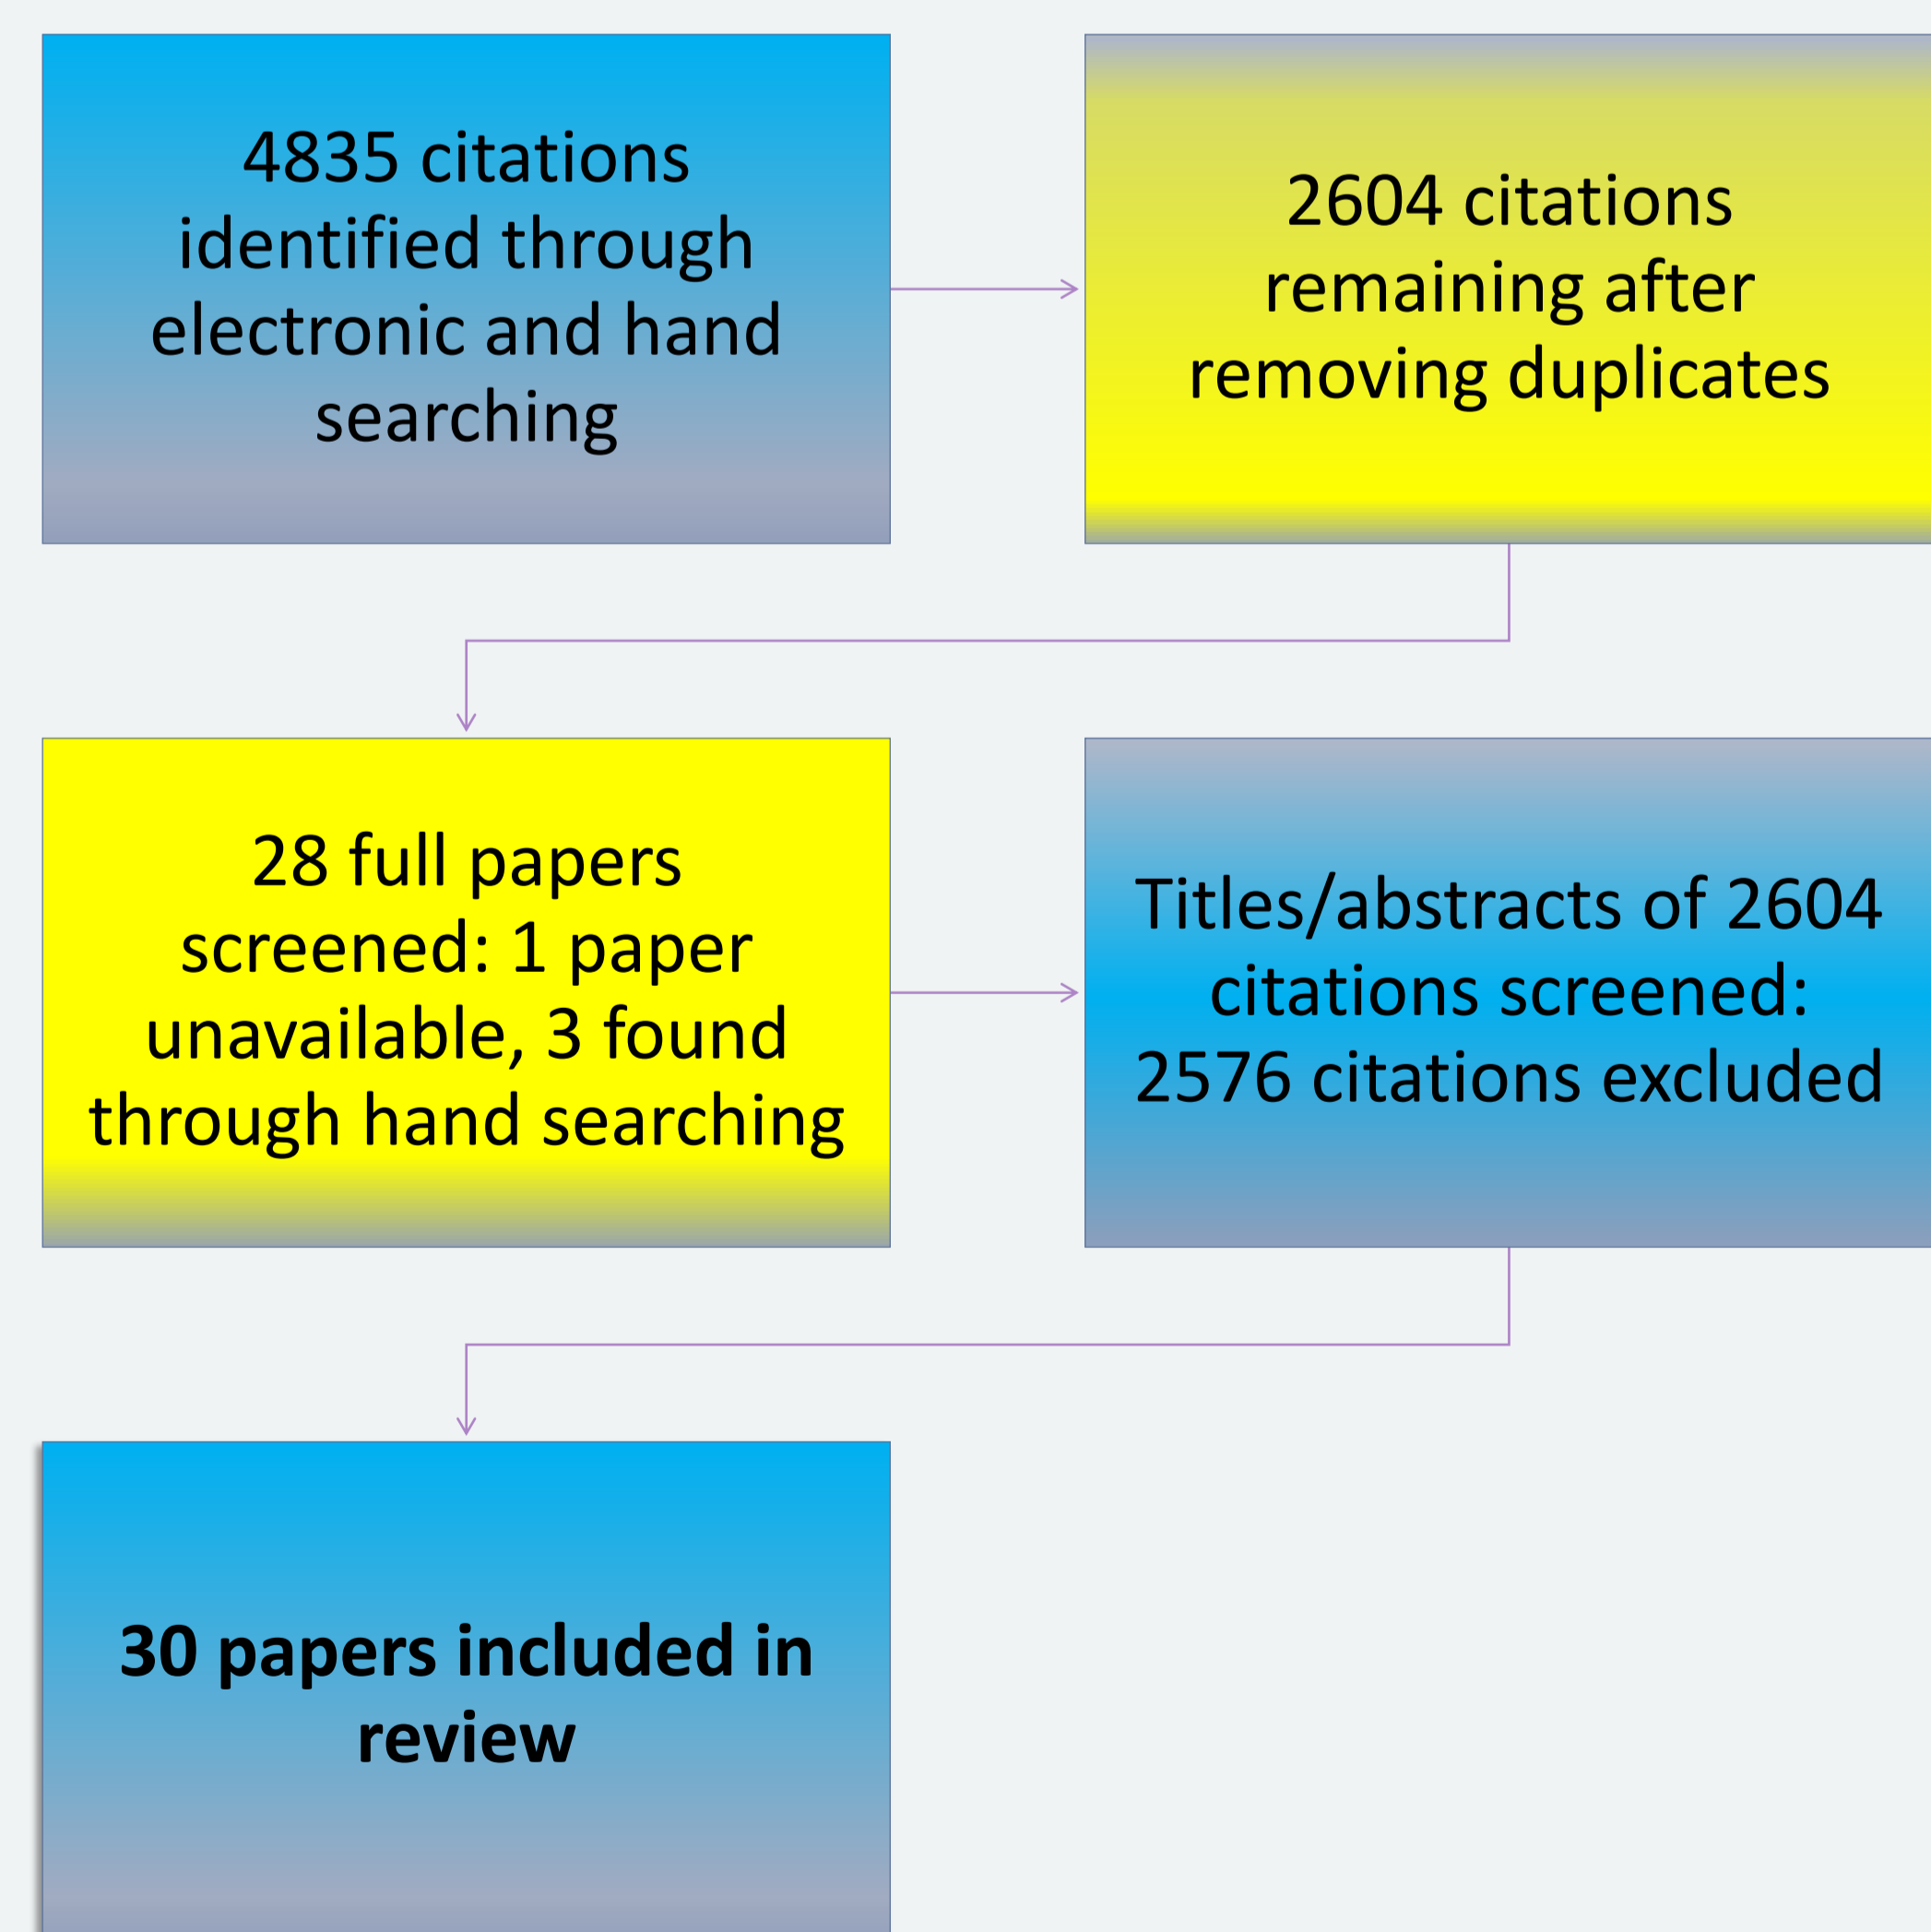 4835 citations
identified through
electronic and hand
searching
2604 citations
remaining after
removing duplicates
28 full papers
screened: 1 paper
unavailable, 3 found
through hand searching
Titles/abstracts of 2604
citations screened:
2576 citations excluded
30 papers included in
review